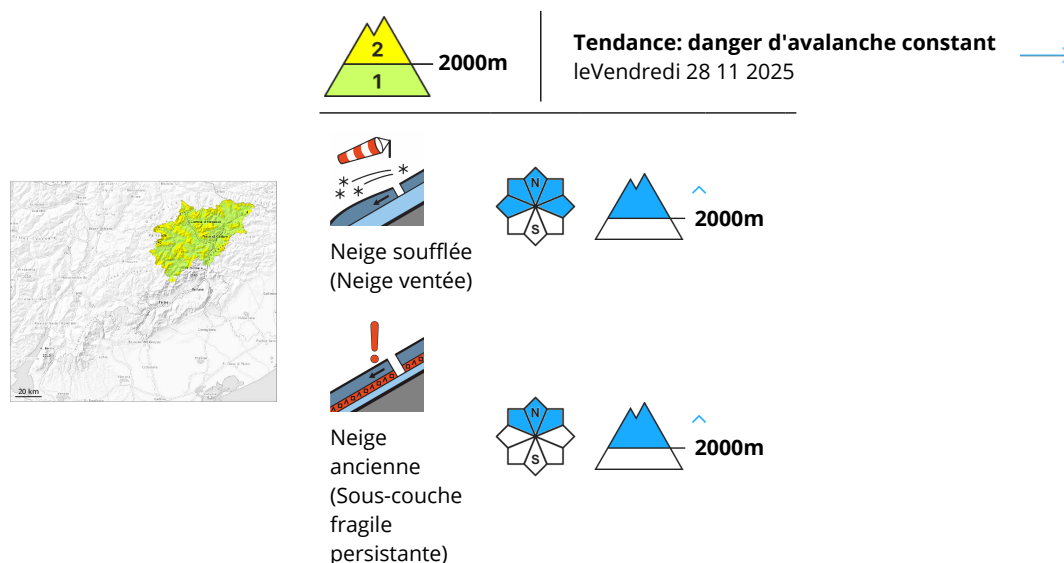 2
2000m
1
Tendance: danger d'avalanche constant
leVendredi 28 11 2025
N
S
2000m
Neige soufflée
(Neige ventée)
20 km
N
S
2000m
Neige
ancienne
(Sous-couche
fragile
persistante)